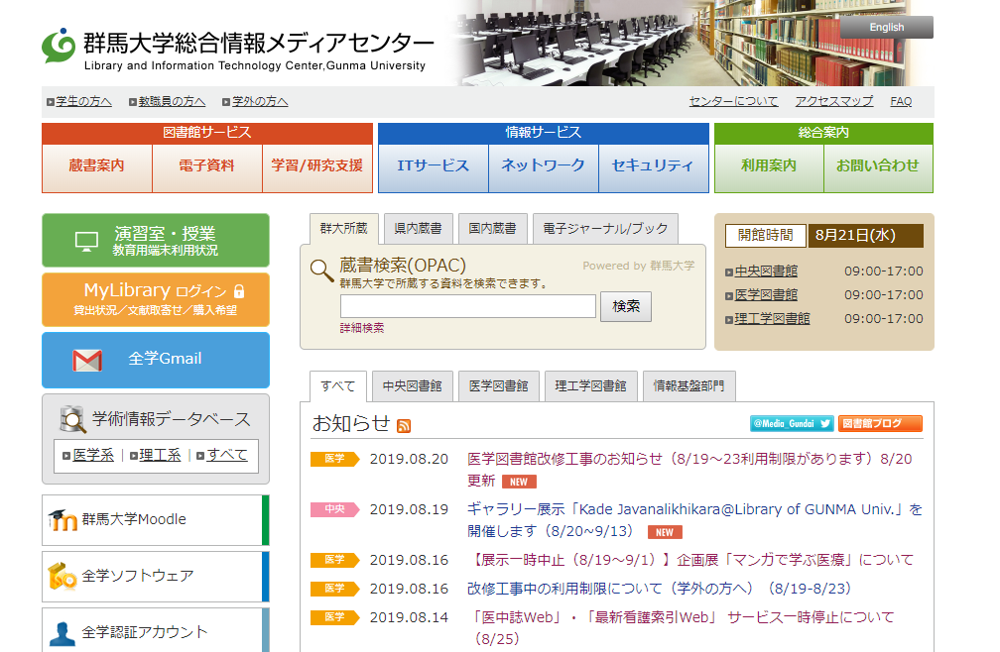 群馬大学総合情報メディアセンター
Library and Information Technology Center,Gunma University
English
学生の方へ 教職員の方へ 学外の方へ
センターについて アクセスマップ FAQ
図書館サービス 情報サービス 総合案内
蔵書案内 電子資料 学習/研究支援 ITサービス ネットワーク セキュリティ 利用案内 お問い合わせ
演習室・授業
教育用端末利用状況
MyLibrary ログイン
貸出状況／文献取寄せ／購入希望
全学Gmail
学術情報データベース
医学系 | 理工系 | すべて
群馬大学Moodle
全学ソフトウェア
全学認証アカウント
群大所蔵 県内蔵書 国内蔵書 電子ジャーナル/ブック
蔵書検索(OPAC) Powered by 群馬大学
群馬大学で所蔵する資料を検索できます。
検索
詳細検索
開館時間 8月21日(水)
中央図書館 09:00-17:00
医学図書館 09:00-17:00
理工学図書館 09:00-17:00
すべて 中央図書館 医学図書館 理工学図書館 情報基盤部門
お知らせ @Media_Gundai 図書館ブログ
医学 2019.08.20 医学図書館改修工事のお知らせ（8/19～23利用制限があります）8/20
更新 NEW
中央 2019.08.19 ギャラリー展示「Kade Javanalikhikara@Library of GUNMA Univ.」を
開催します（8/20~9/13） NEW
医学 2019.08.16 【展示一時中止（8/19～9/1）】企画展「マンガで学ぶ医療」について
医学 2019.08.16 改修工事中の利用制限について（学外の方へ）（8/19-8/23）
医学 2019.08.14 「医中誌Web」・「最新看護索引Web」 サービス一時停止について
（8/25）